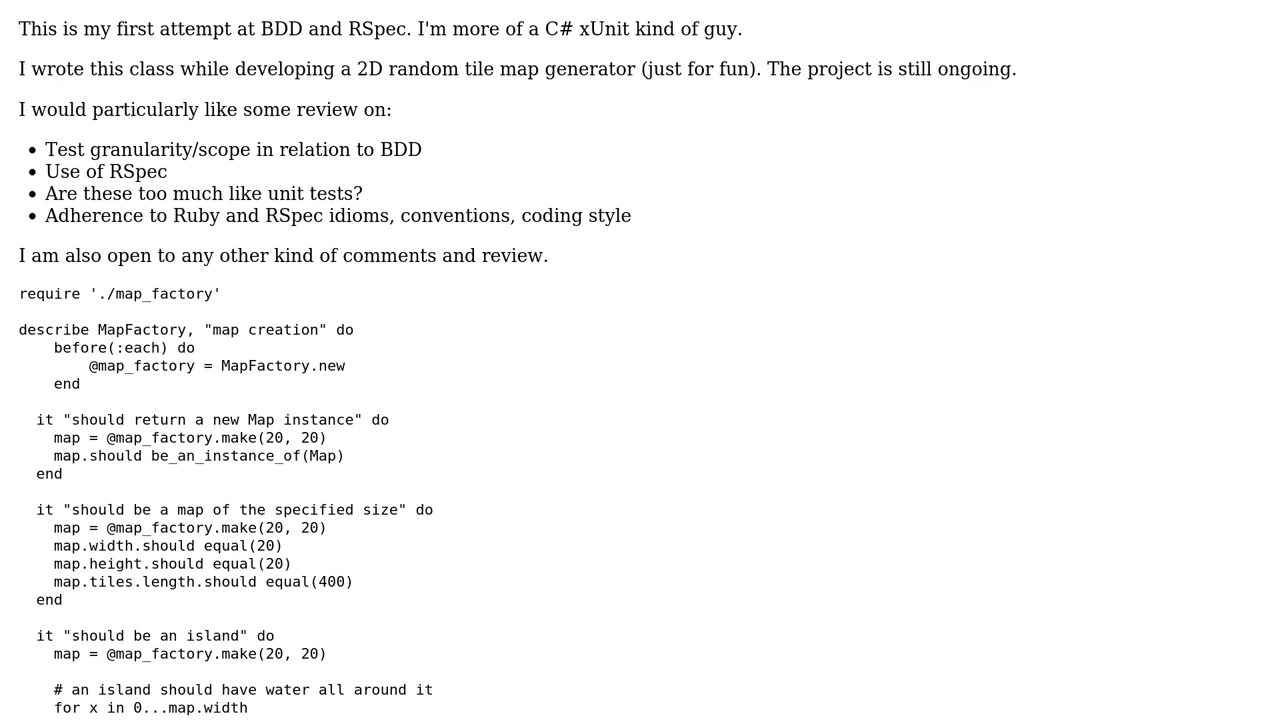 This is my first attempt at BDD and RSpec. I'm more of a C# xUnit kind of guy.
I wrote this class while developing a 2D random tile map generator (just for fun). The project is still ongoing.
I would particularly like some review on:
• Test granularity/scope in relation to BDD
• Use of RSpec
• Are these too much like unit tests?
• Adherence to Ruby and RSpec idioms, conventions, coding style
I am also open to any other kind of comments and review.
require './map_factory'
describe MapFactory, "map creation" do
    before(:each) do
        @map_factory = MapFactory.new
    end
  it "should return a new Map instance" do
    map = @map_factory.make(20, 20)
    map.should be_an_instance_of(Map)
  end
  it "should be a map of the specified size" do
    map = @map_factory.make(20, 20)
    map.width.should equal(20)
    map.height.should equal(20)
    map.tiles.length.should equal(400)
  end
  it "should be an island" do
    map = @map_factory.make(20, 20)
    # an island should have water all around it
    for x in 0...map.width